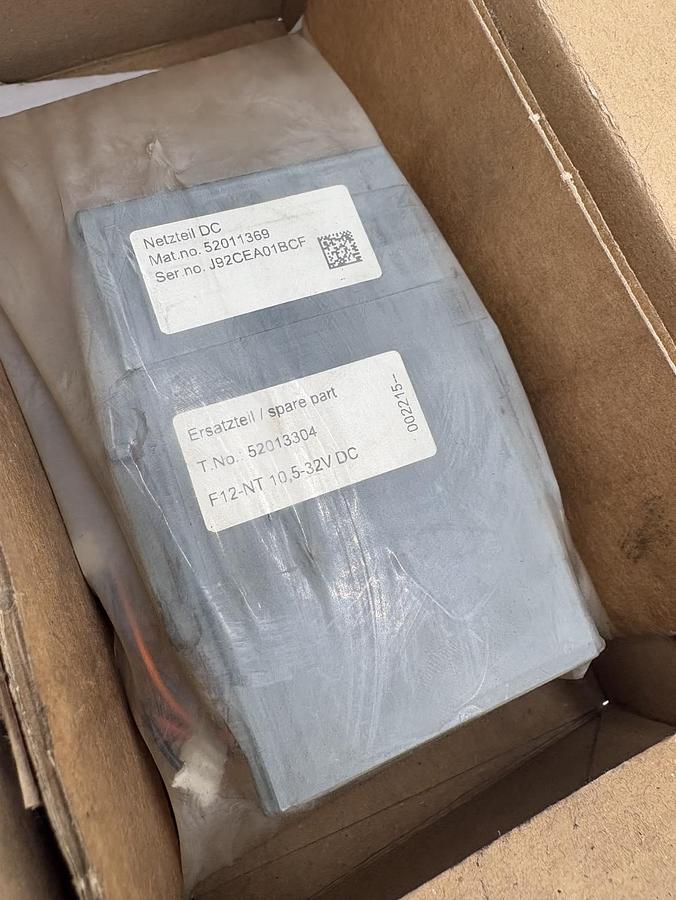 Netzteil DC
Mat.no. 52011369
Ser.no. J92CEA01BCF
Ersatzteil / spare part
T.No.: 52013304
F12-NT 10,5-32V DC
002215-